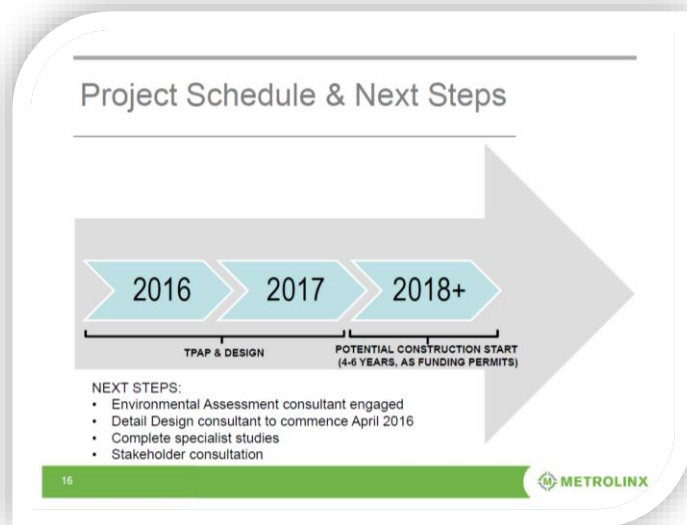 Project Schedule & Next Steps
2016
2017
2018+
TPAP & DESIGN
POTENTIAL CONSTRUCTION START
(4-6 YEARS, AS FUNDING PERMITS)
NEXT STEPS:
• Environmental Assessment consultant engaged
• Detail Design consultant to commence April 2016
• Complete specialist studies
• Stakeholder consultation
16
METROLINX